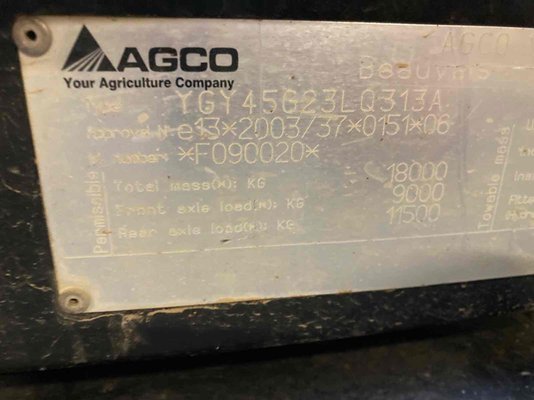 AGCO
Your Agriculture Company
AGCO
Beauvais
Type YGY45G23LQ313A
Approval N e13*2003/37*0151*06
number *F090020*
Permissible
Total mass(*): KG 18000
Front axle load(*): KG 9000
Rear axle load(*): KG 11500
Towable mass